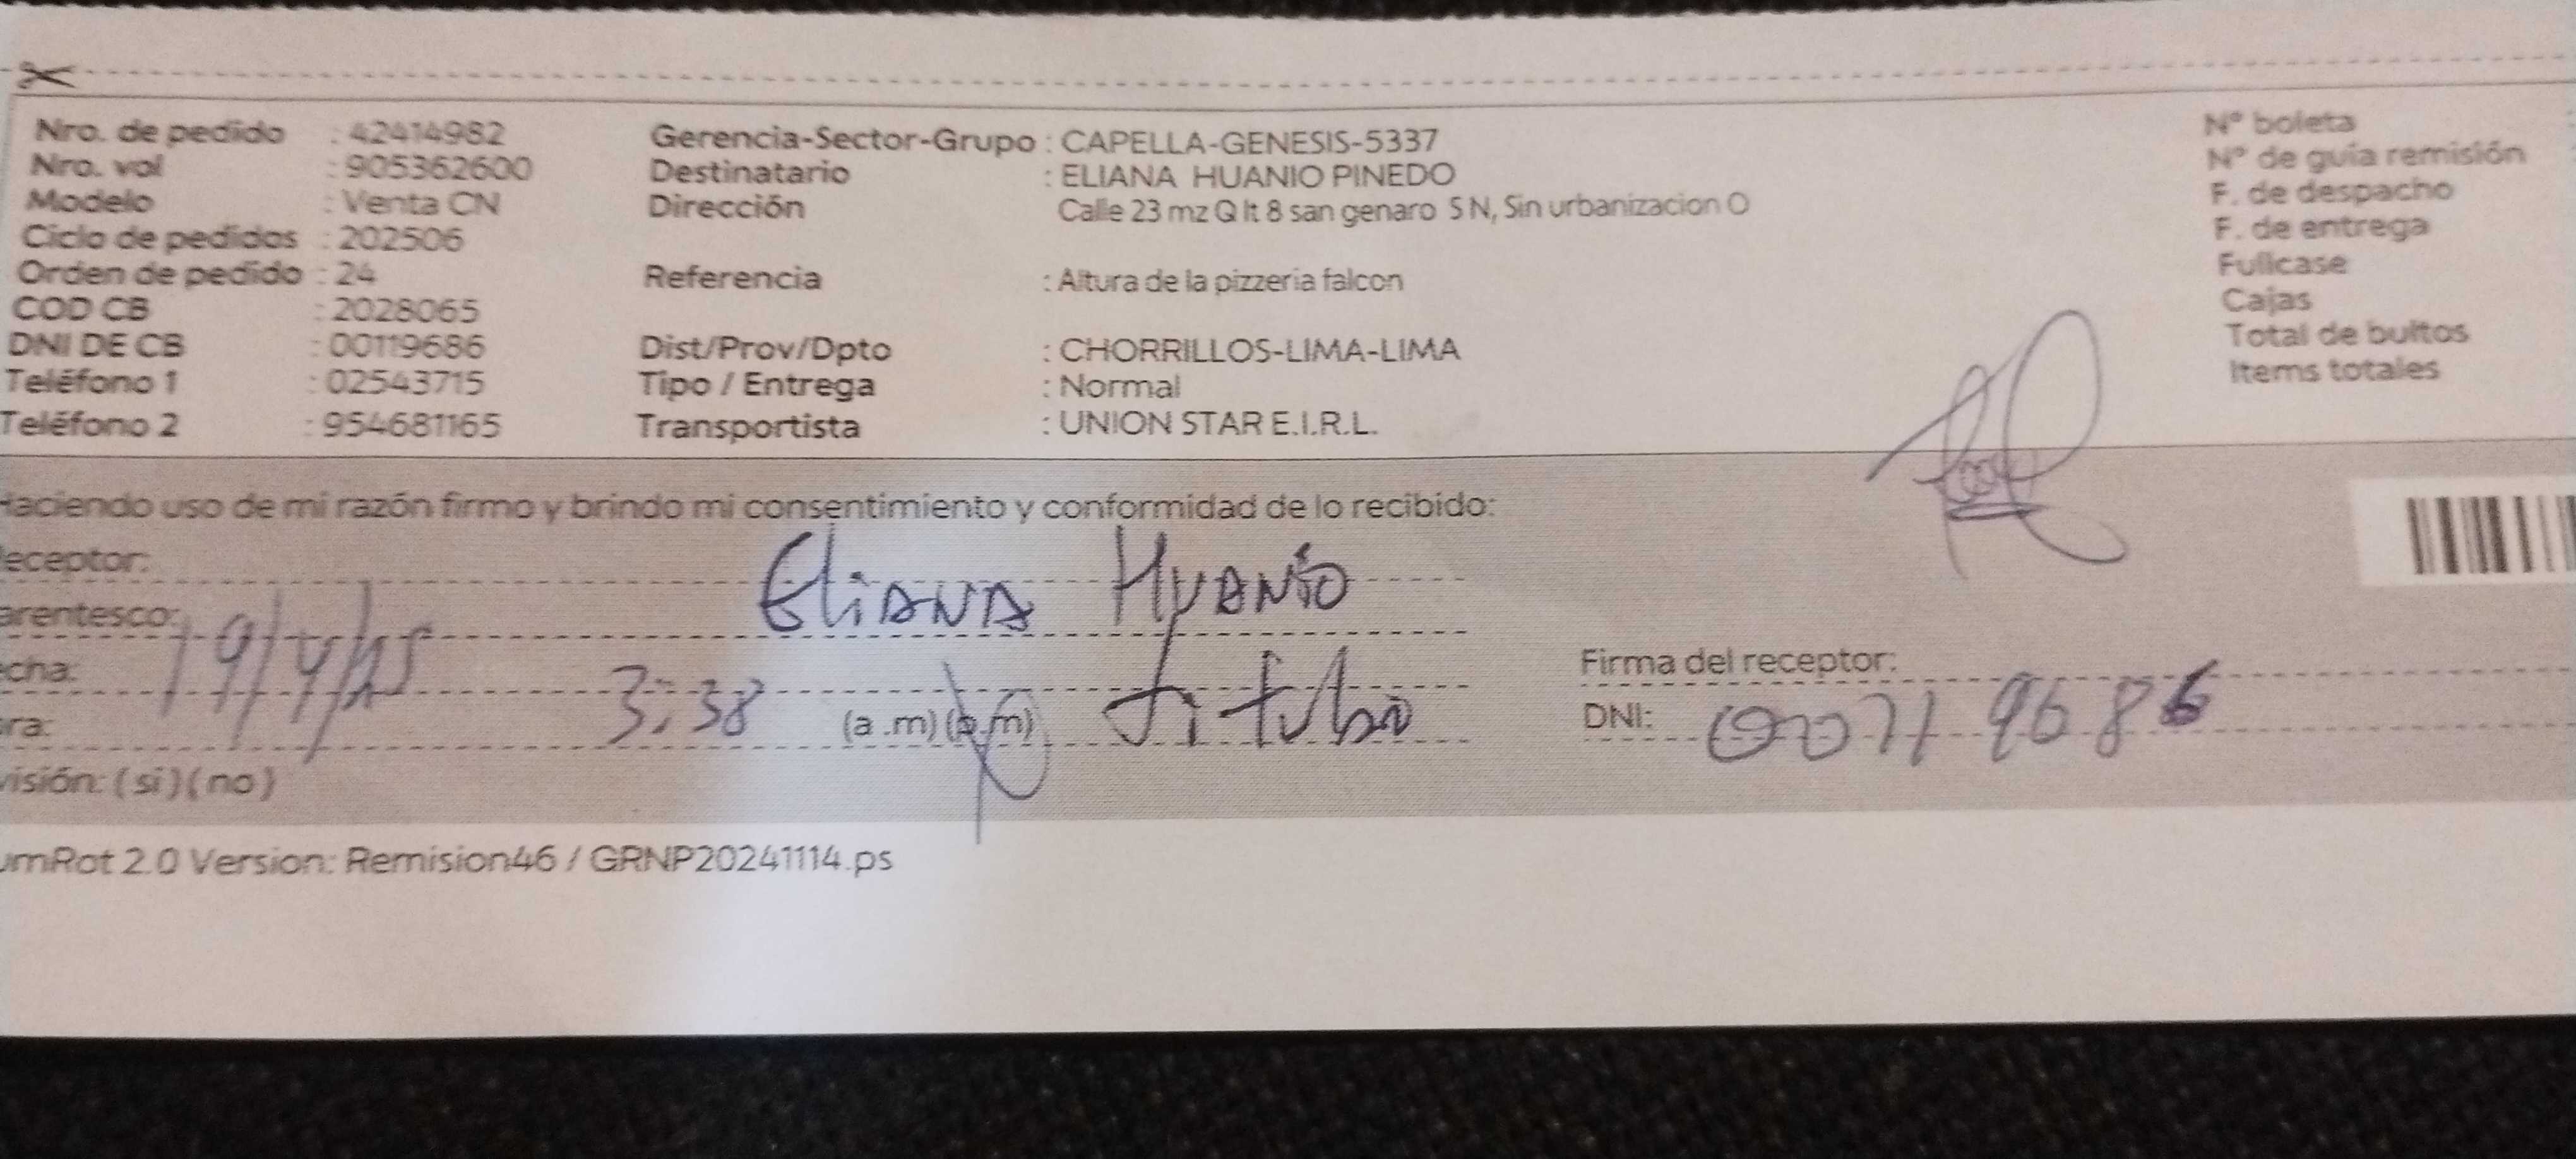 Nro. de pedido : 42414982 Gerencia-Sector-Grupo : CAPELLA-GENESIS-5337 N° boleta
Nro. vol : 905362600 Destinatario : ELIANA HUANIO PINEDO N° de guía remisión
Modelo : Venta CN Dirección Calle 23 mz Q lt 8 san genaro S N, Sin urbanizacion O F. de despacho
Ciclo de pedidos : 202506 F. de entrega
Orden de pedido : 24 Referencia : Altura de la pizzeria falcon Fullcase
COD CB : 2028065 Cajas
DNI DE CB : 00119686 Dist/Prov/Dpto : CHORRILLOS-LIMA-LIMA Total de bultos
Teléfono 1 : 02543715 Tipo / Entrega : Normal Items totales
Teléfono 2 : 954681165 Transportista : UNION STAR E.I.R.L.
Haciendo uso de mi razón firmo y brindo mi consentimiento y conformidad de lo recibido:
eceptor: Eliana Huanio
arentesco:
echa: 19/4/25 Firma del receptor:
ora: 3:38 (a .m) (p.m) titular DNI: 00119686
visión: ( si ) ( no )
umRot 2.0 Version: Remision46 / GRNP20241114.ps